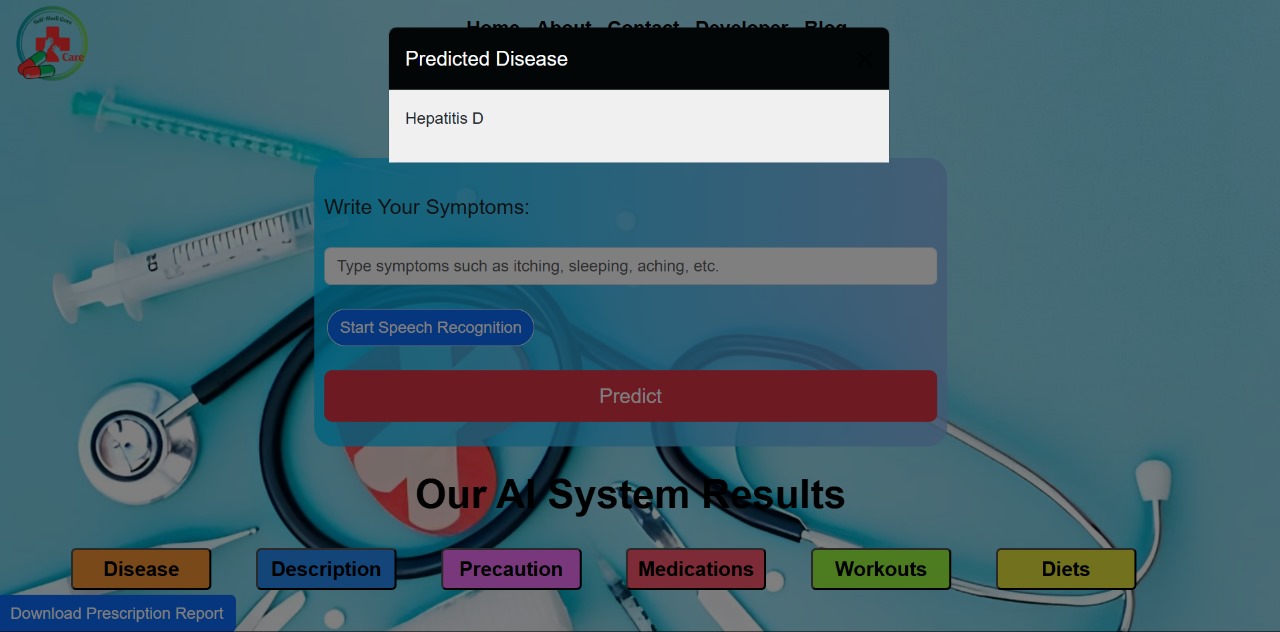 Self-Medi Care
Care
Home About Contact Developer Blog
Predicted Disease
Hepatitis D
Write Your Symptoms:
Type symptoms such as itching, sleeping, aching, etc.
Start Speech Recognition
Predict
Our AI System Results
Disease Description Precaution Medications Workouts Diets
Download Prescription Report